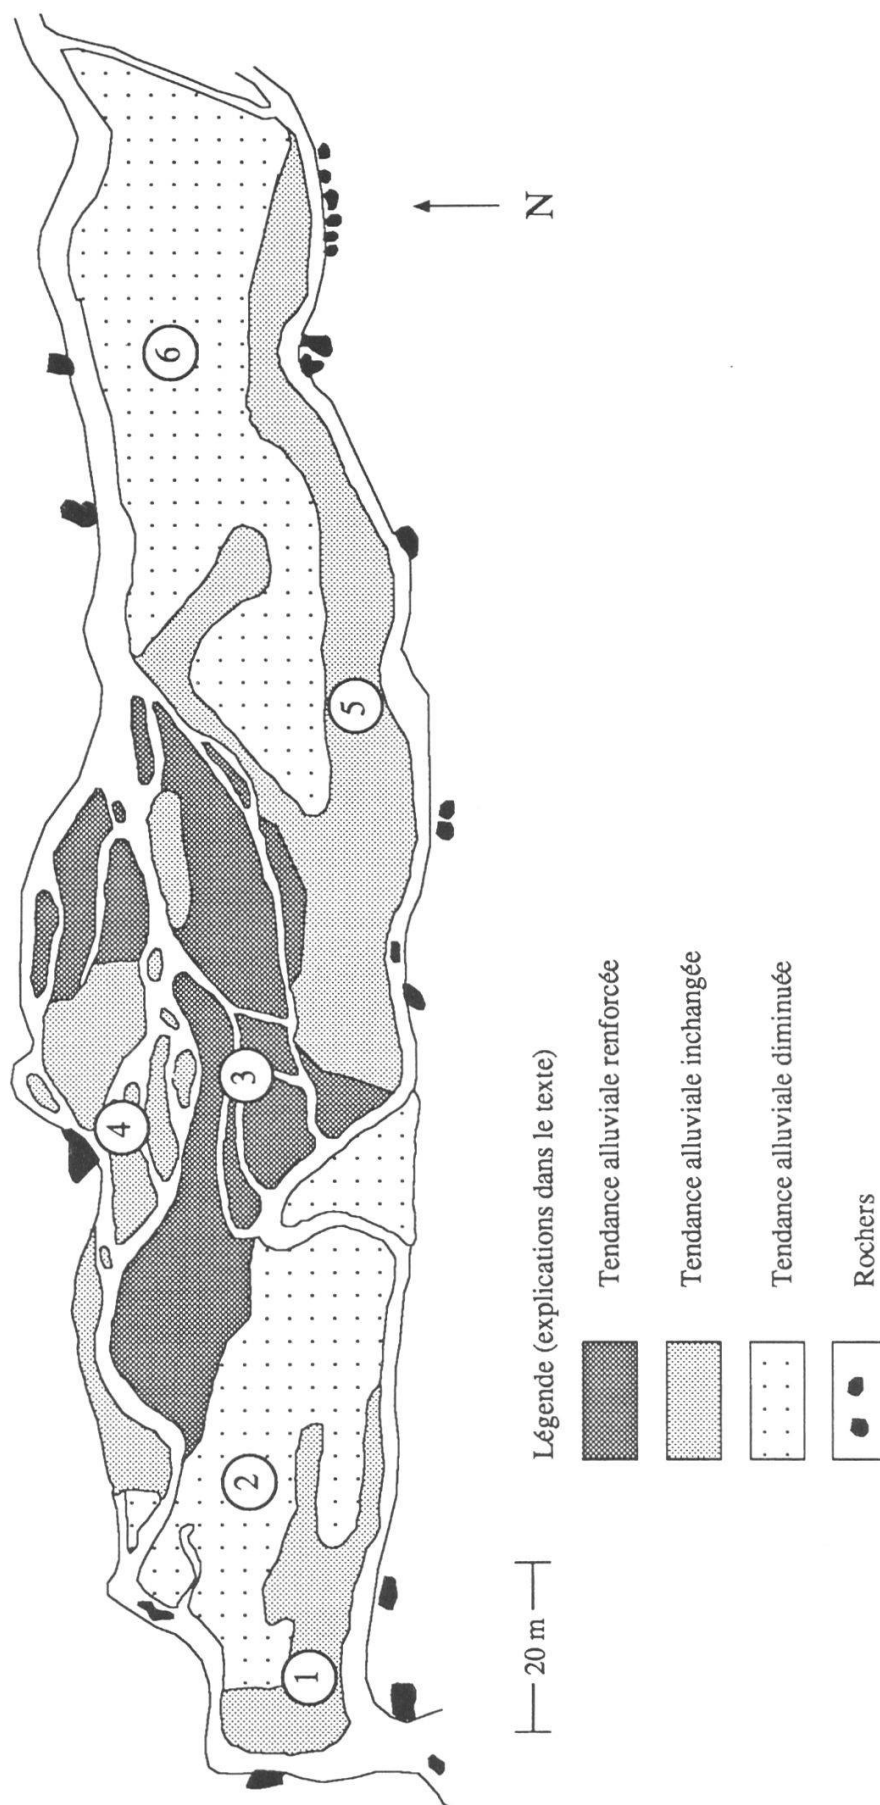 6
5
4
3
2
1
N
20 m
Légende (explications dans le texte)
Tendance alluviale renforcée
Tendance alluviale inchangée
Tendance alluviale diminuée
Rochers